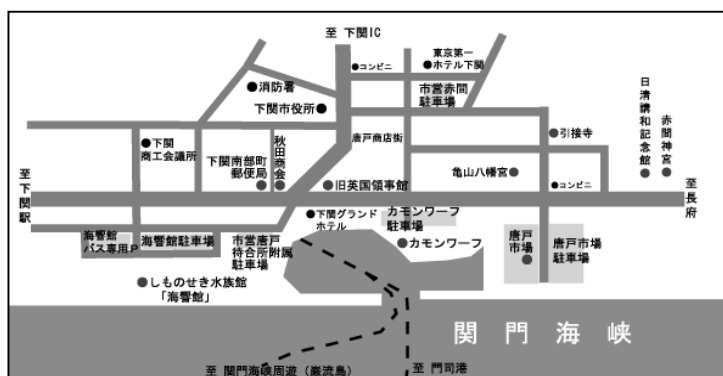 至 下関IC
東京第一
ホテル下関
コンビニ
消防署
市営赤間
駐車場
下関市役所
日清講和記念館
赤間神宮
引接寺
唐戸商店街
下関
商工会議所
秋田商会
下関南部町
郵便局
亀山八幡宮
旧英国領事館
コンビニ
至下関駅
至長府
下関グランド
ホテル
カモンワーフ
駐車場
海響館
バス専用P
海響館駐車場
市営唐戸
待合所附属
駐車場
カモンワーフ
唐戸
市場
唐戸市場
駐車場
しものせき水族館
「海響館」
関門海峡
至 関門海峡周遊（巌流島）
至 門司港